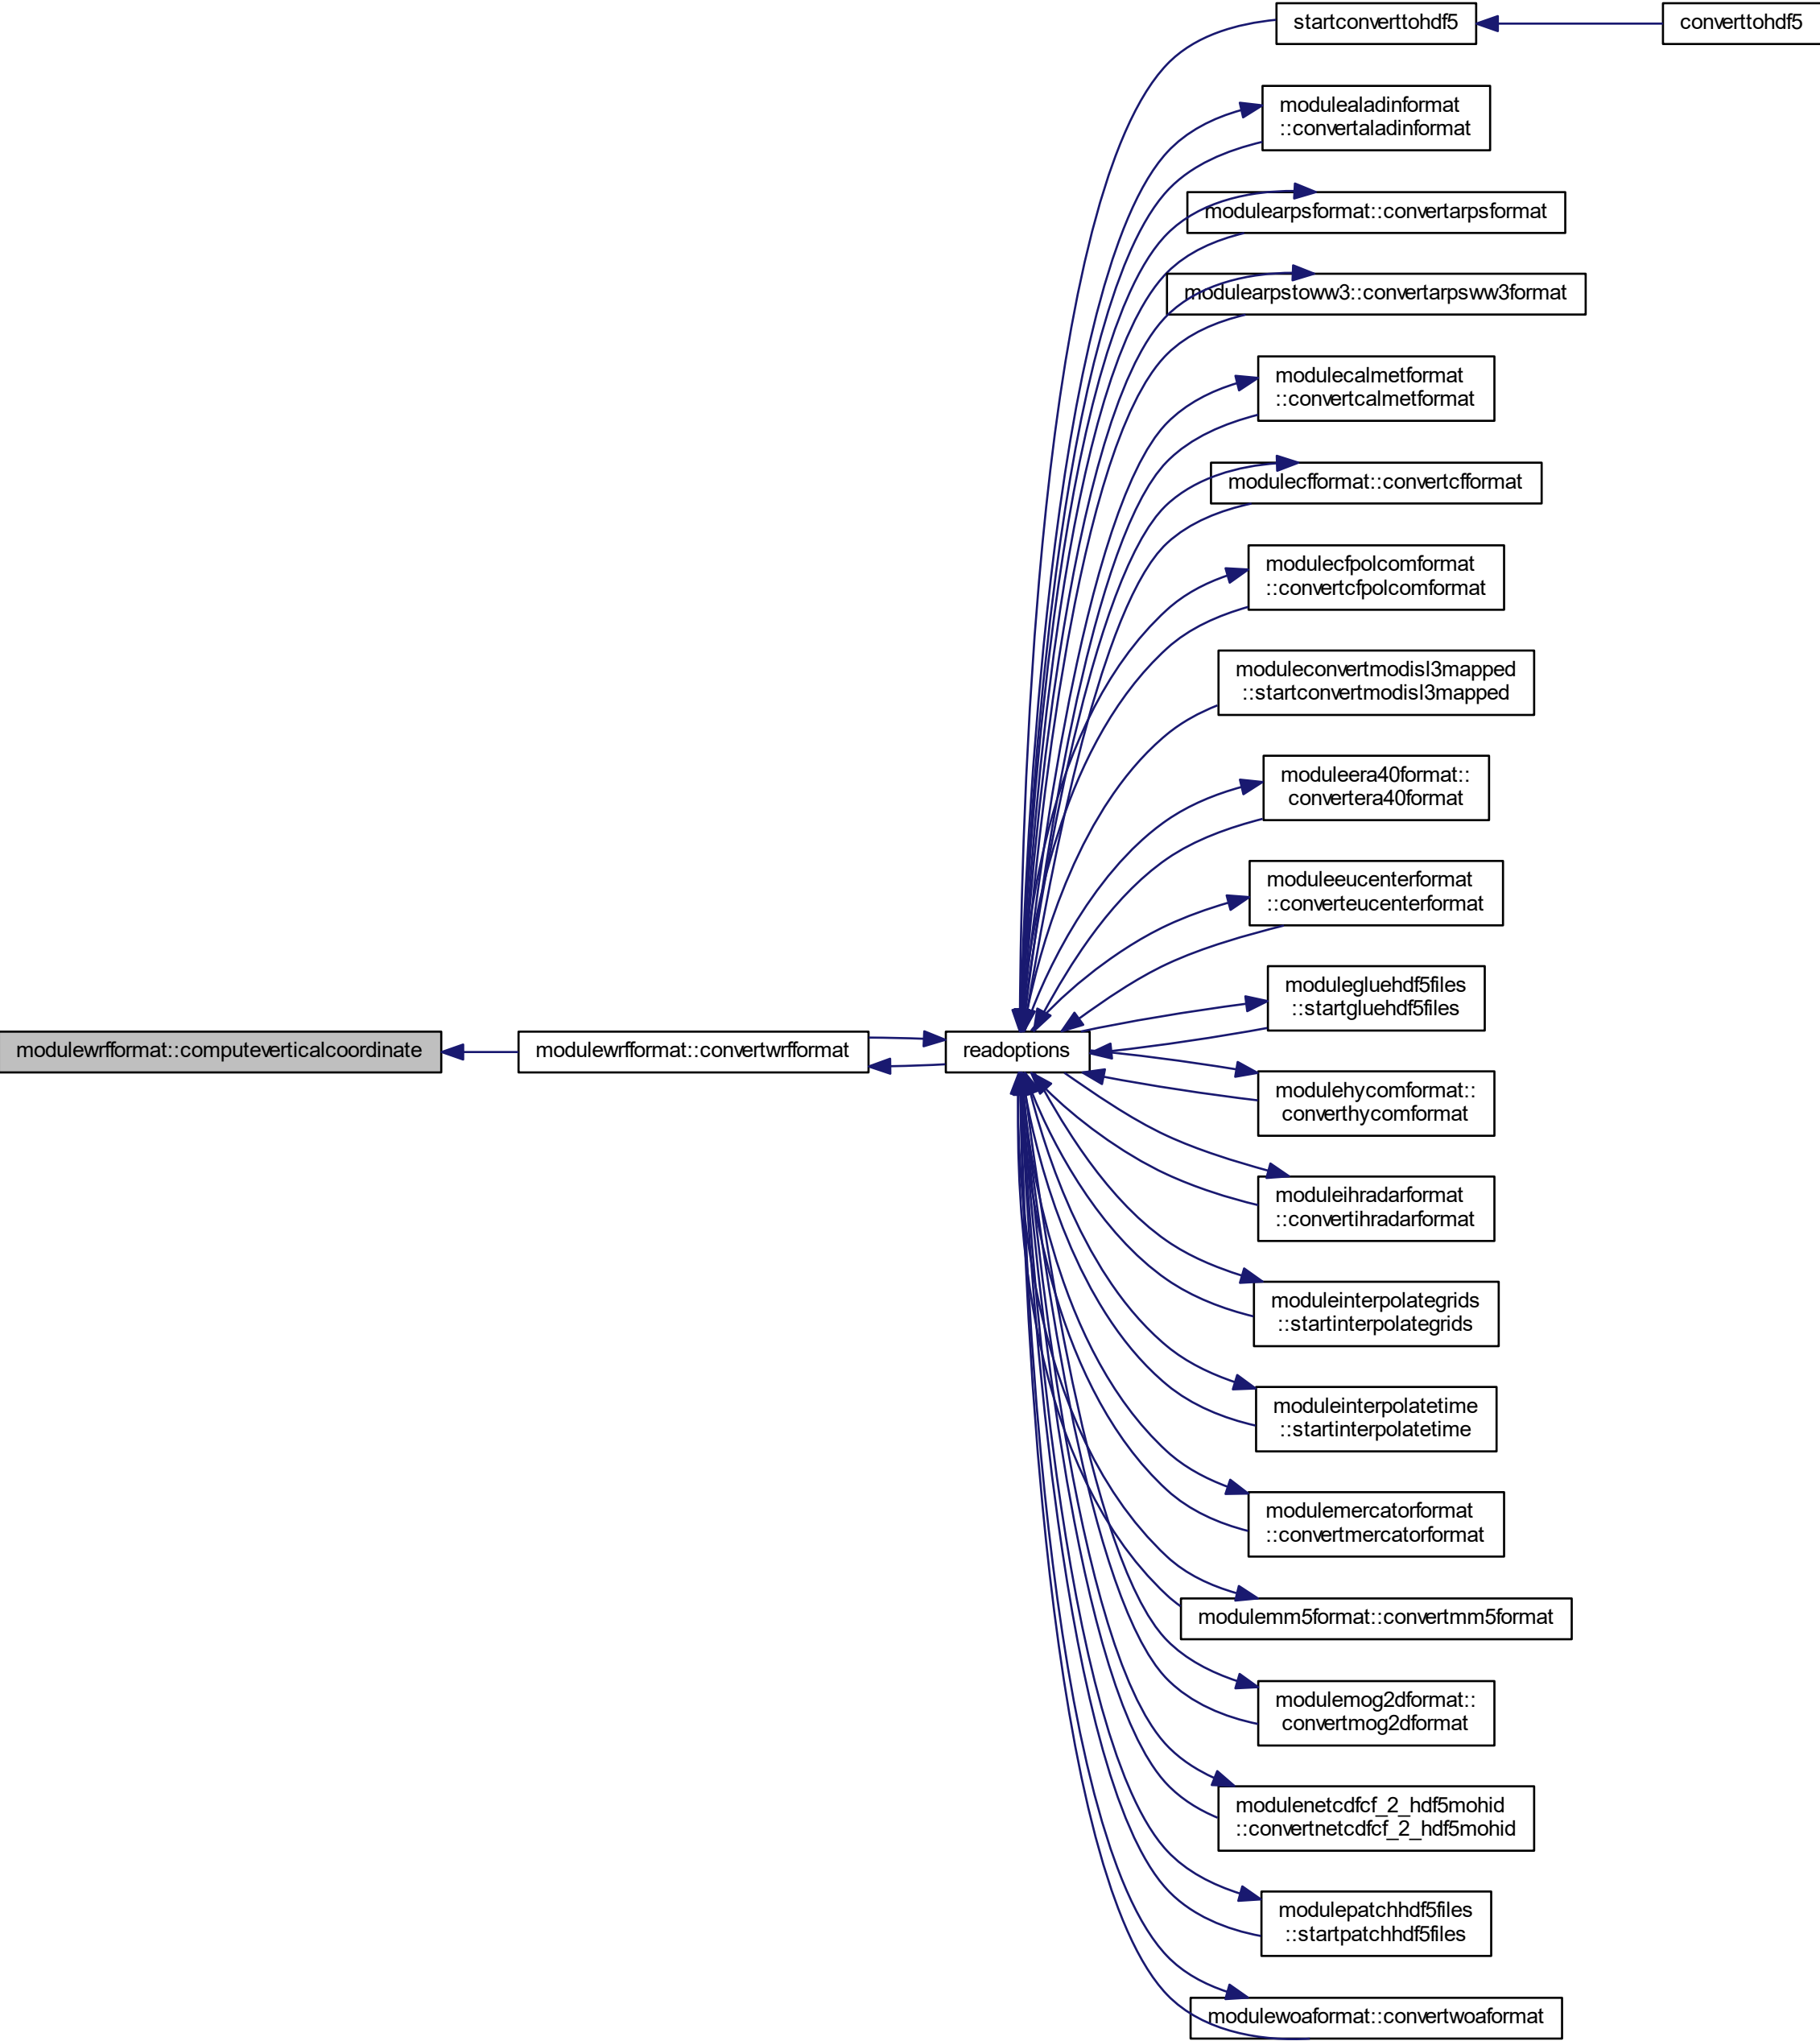 startconverttohdf5
converttohdf5
modulealadinformat
::convertaladinformat
modulearpsformat::convertarpsformat
modulearpstoww3::convertarpsww3format
modulecalmetformat
::convertcalmetformat
modulecfformat::convertcfformat
modulecfpolcomformat
::convertcfpolcomformat
moduleconvertmodisl3mapped
::startconvertmodisl3mapped
moduleera40format::
convertera40format
moduleeucenterformat
::converteucenterformat
modulegluehdf5files
::startgluehdf5files
modulewrfformat::computeverticalcoordinate
modulewrfformat::convertwrfformat
readoptions
modulehycomformat::
converthycomformat
moduleihradarformat
::convertihradarformat
moduleinterpolategrids
::startinterpolategrids
moduleinterpolatetime
::startinterpolatetime
modulemercatorformat
::convertmercatorformat
modulemm5format::convertmm5format
modulemog2dformat::
convertmog2dformat
modulenetcdfcf_2_hdf5mohid
::convertnetcdfcf_2_hdf5mohid
modulepatchhdf5files
::startpatchhdf5files
modulewoaformat::convertwoaformat